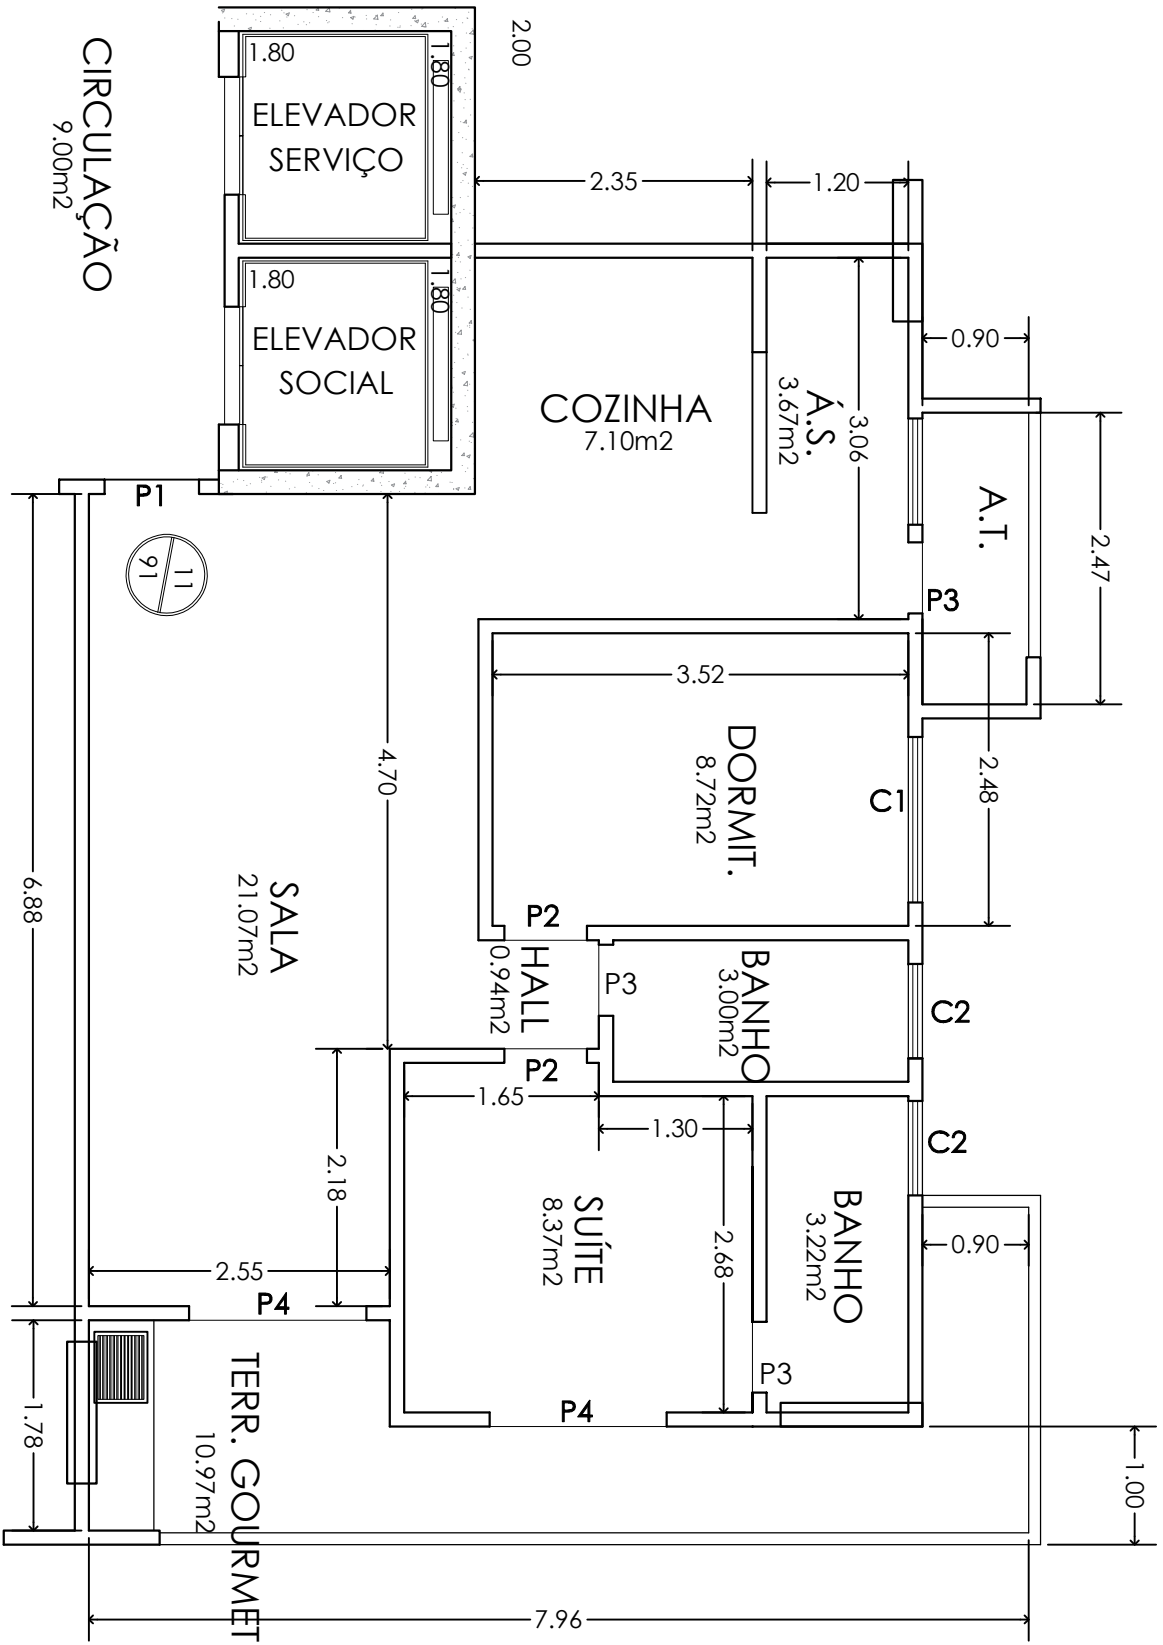 2.00
CIRCULAÇÃO
9.00m2
1.80
1.80
ELEVADOR
SERVIÇO
1.80
1.80
ELEVADOR
SOCIAL
2.35
1.20
0.90
COZINHA
7.10m2
Á.S.
3.67m2
3.06
A.T.
2.47
P1
11
91
P3
3.52
2.48
DORMIT.
8.72m2
C1
4.70
6.88
SALA
21.07m2
P2
HALL
0.94m2
P3
BANHO
3.00m2
C2
P2
1.65
1.30
C2
2.18
SUÍTE
8.37m2
2.68
BANHO
3.22m2
0.90
2.55
P4
P3
P4
TERR. GOURMET
10.97m2
1.78
1.00
7.96